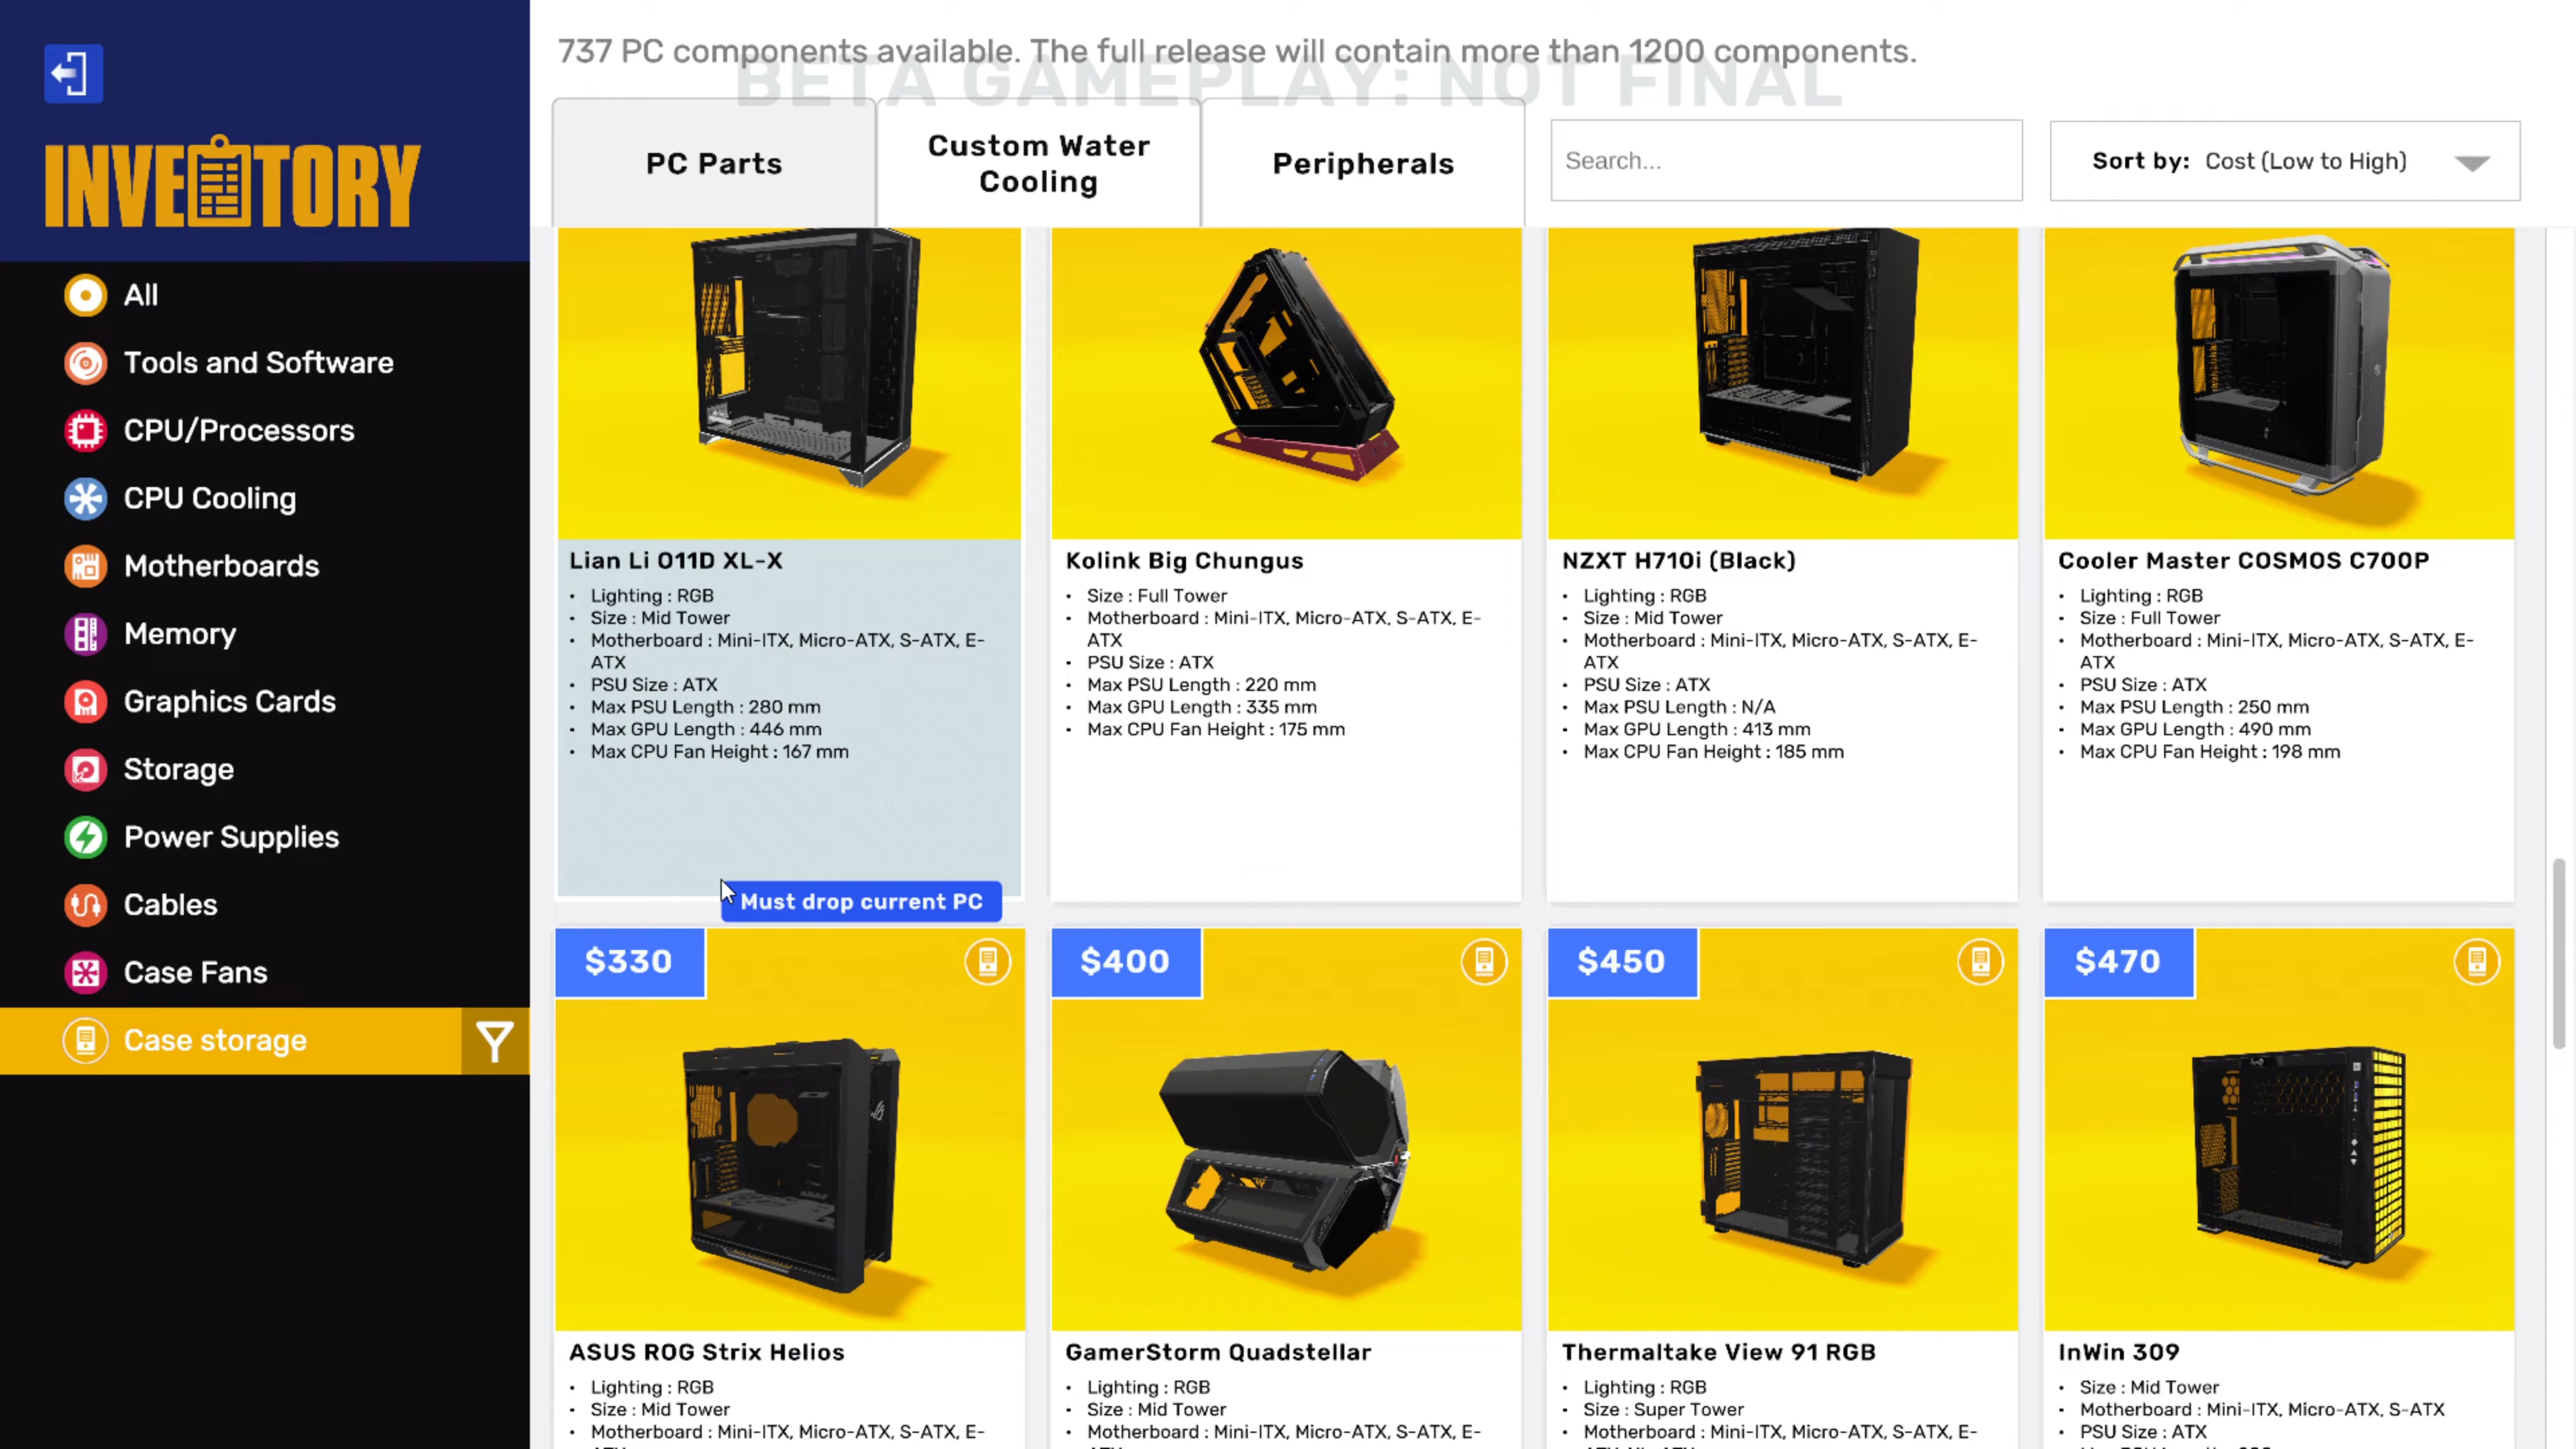 737 PC components available. The full release will contain more than 1200 components.
BETA GAMEPLAY: NOT FINAL
INVENTORY
PC Parts
Custom Water
Cooling
Peripherals
Search...
Sort by: Cost (Low to High)
All
Tools and Software
CPU/Processors
CPU Cooling
Motherboards
Memory
Graphics Cards
Storage
Power Supplies
Cables
Case Fans
Case storage
Lian Li O11D XL-X
• Lighting : RGB
• Size : Mid Tower
• Motherboard : Mini-ITX, Micro-ATX, S-ATX, E-
ATX
• PSU Size : ATX
• Max PSU Length : 280 mm
• Max GPU Length : 446 mm
• Max CPU Fan Height : 167 mm
Must drop current PC
Kolink Big Chungus
• Size : Full Tower
• Motherboard : Mini-ITX, Micro-ATX, S-ATX, E-
ATX
• PSU Size : ATX
• Max PSU Length : 220 mm
• Max GPU Length : 335 mm
• Max CPU Fan Height : 175 mm
NZXT H710i (Black)
• Lighting : RGB
• Size : Mid Tower
• Motherboard : Mini-ITX, Micro-ATX, S-ATX, E-
ATX
• PSU Size : ATX
• Max PSU Length : N/A
• Max GPU Length : 413 mm
• Max CPU Fan Height : 185 mm
Cooler Master COSMOS C700P
• Lighting : RGB
• Size : Full Tower
• Motherboard : Mini-ITX, Micro-ATX, S-ATX, E-
ATX
• PSU Size : ATX
• Max PSU Length : 250 mm
• Max GPU Length : 490 mm
• Max CPU Fan Height : 198 mm
$330
ASUS ROG Strix Helios
• Lighting : RGB
• Size : Mid Tower
• Motherboard : Mini-ITX, Micro-ATX, S-ATX, E-
$400
GamerStorm Quadstellar
• Lighting : RGB
• Size : Mid Tower
• Motherboard : Mini-ITX, Micro-ATX, S-ATX, E-
$450
Thermaltake View 91 RGB
• Lighting : RGB
• Size : Super Tower
• Motherboard : Mini-ITX, Micro-ATX, S-ATX, E-
$470
InWin 309
• Size : Mid Tower
• Motherboard : Mini-ITX, Micro-ATX, S-ATX
• PSU Size : ATX